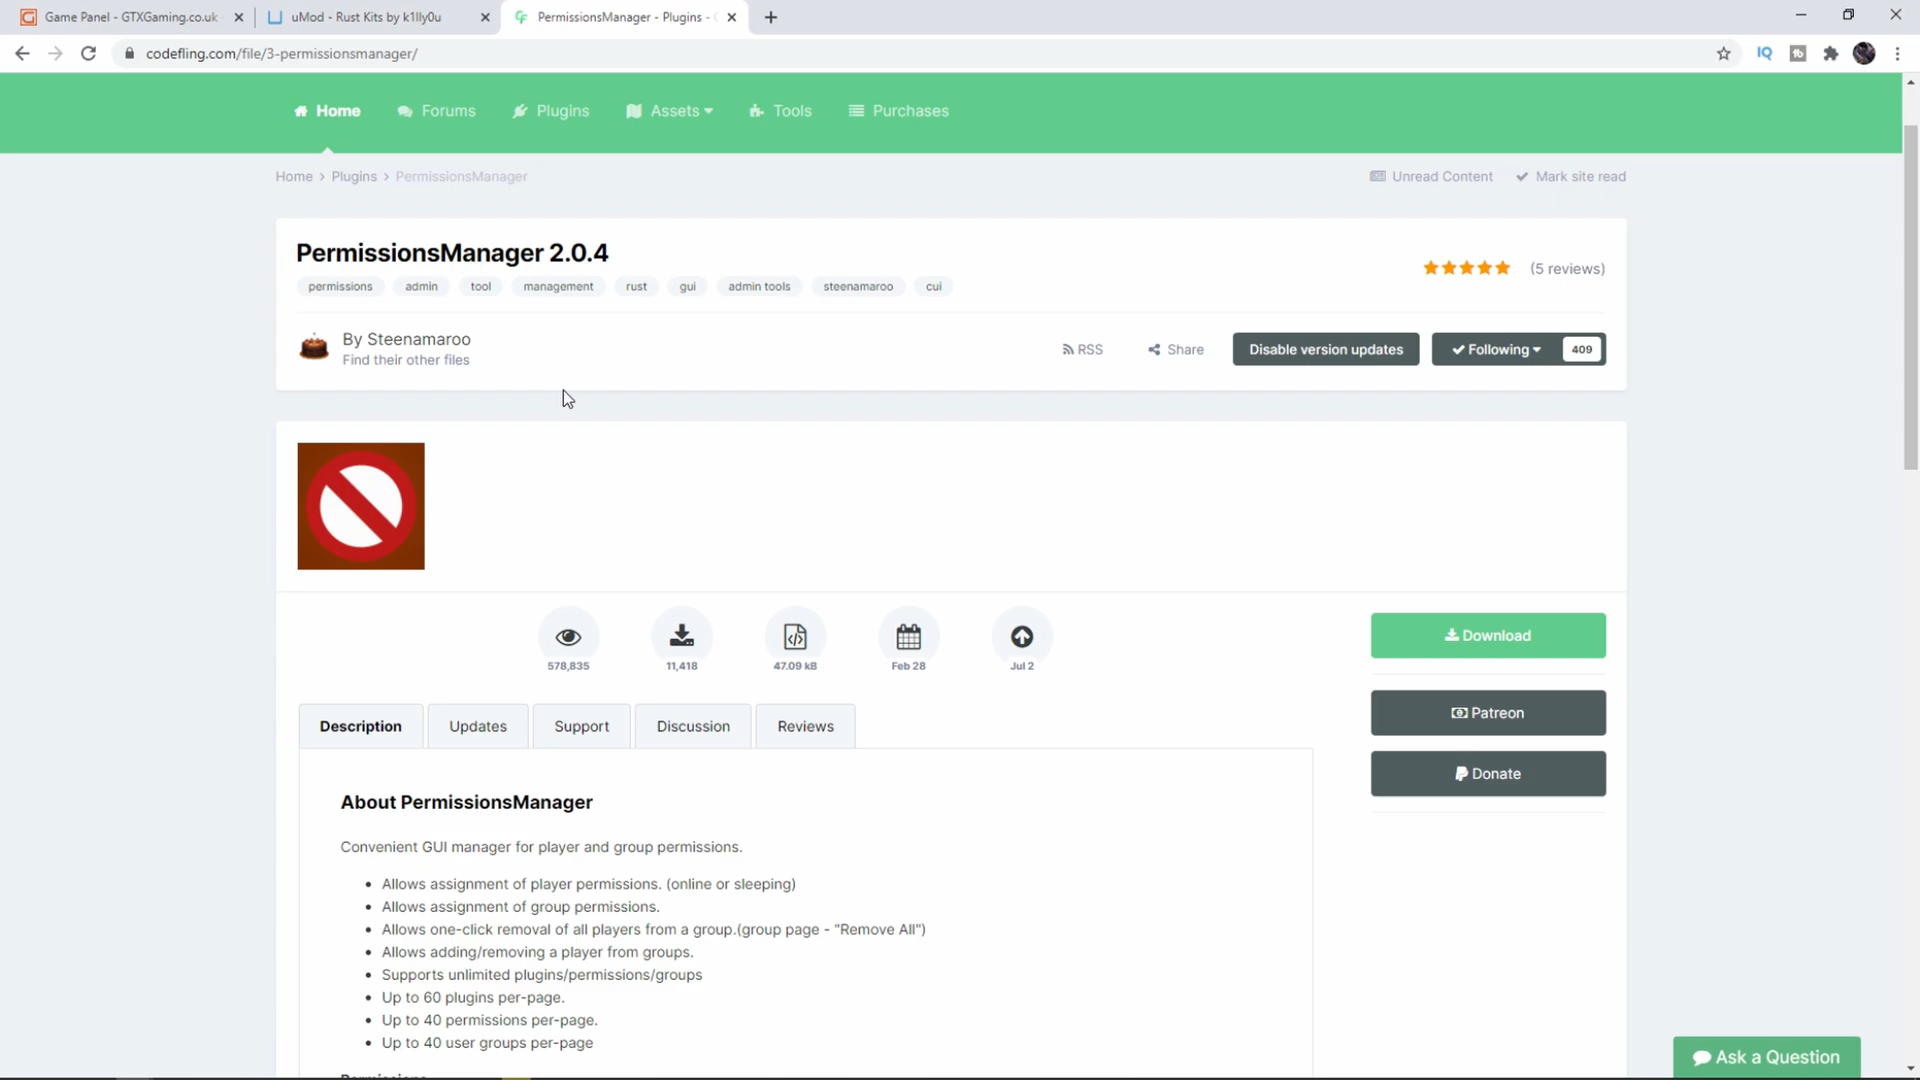 Game Panel - GTXGaming.co.uk
uMod - Rust Kits by k1lly0u
PermissionsManager - Plugins -
codefling.com/file/3-permissionsmanager/
IQ
tb
Home
Forums
Plugins
Assets
Tools
Purchases
Home > Plugins > PermissionsManager
Unread Content
Mark site read
PermissionsManager 2.0.4
(5 reviews)
permissions
admin
tool
management
rust
gui
admin tools
steenamaroo
cui
By Steenamaroo
Find their other files
RSS
Share
Disable version updates
Following
409
578,835
11,418
47.09 kB
Feb 28
Jul 2
Download
Patreon
Donate
Description
Updates
Support
Discussion
Reviews
About PermissionsManager
Convenient GUI manager for player and group permissions.
• Allows assignment of player permissions. (online or sleeping)
• Allows assignment of group permissions.
• Allows one-click removal of all players from a group.(group page - "Remove All")
• Allows adding/removing a player from groups.
• Supports unlimited plugins/permissions/groups
• Up to 60 plugins per-page.
• Up to 40 permissions per-page.
• Up to 40 user groups per-page
Ask a Question